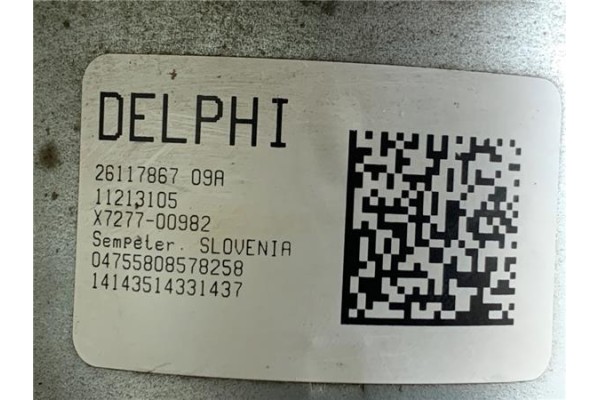 DELPHI
26117867 09A
11213105
X7277-00982
Sempeter. SLOVENIA
04755808578258
14143514331437